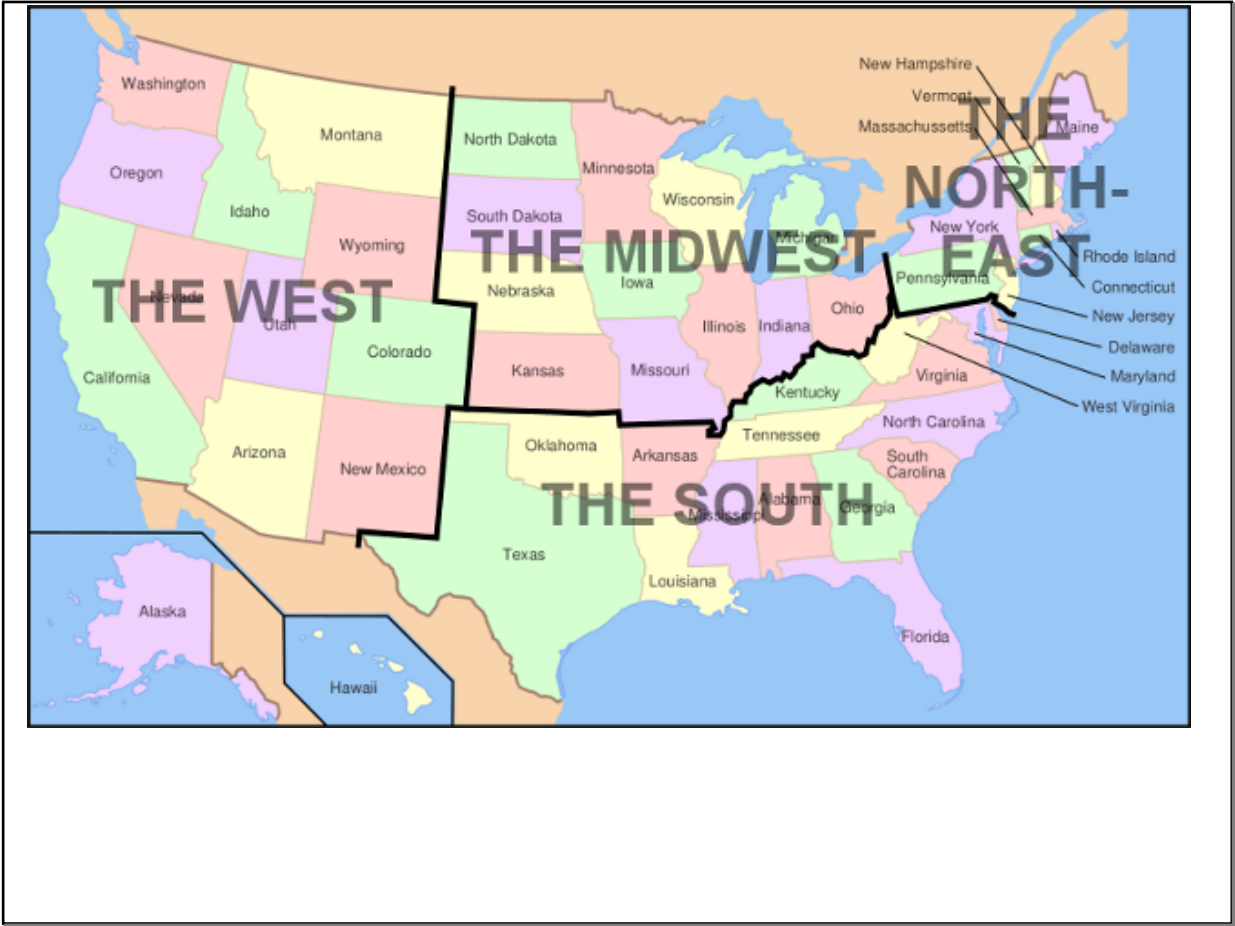 New Hampshire
Vermont
Massachussetts
THE
NORTH-
EAST
Maine
Washington
Montana
North Dakota
Minnesota
Oregon
Idaho
Wyoming
South Dakota
Wisconsin
Michigan
New York
THE WEST
THE MIDWEST
Nevada
Utah
Colorado
California
Nebraska
Iowa
Kansas
Missouri
Illinois
Indiana
Ohio
Pennsylvania
Rhode Island
Connecticut
New Jersey
Delaware
Maryland
West Virginia
Virginia
Kentucky
Tennessee
North Carolina
South
Carolina
Arizona
New Mexico
Oklahoma
Arkansas
THE SOUTH
Mississippi
Alabama
Georgia
Texas
Louisiana
Florida
Alaska
Hawaii